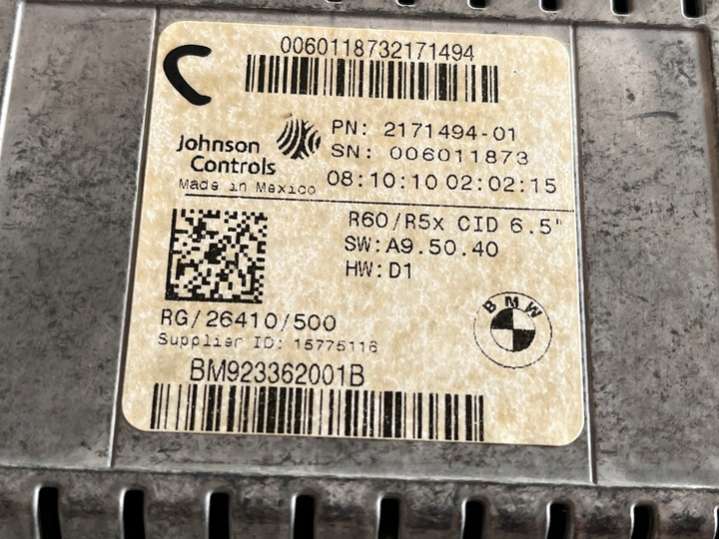 0060118732171494
Johnson
Controls
Made in Mexico
PN: 2171494-01
SN: 006011873
08:10:10 02:02:15
R60/R5x CID 6.5"
SW:A9.50.40
HW:D1
BMW
RG/26410/500
Supplier ID: 15775116
BM923362001B